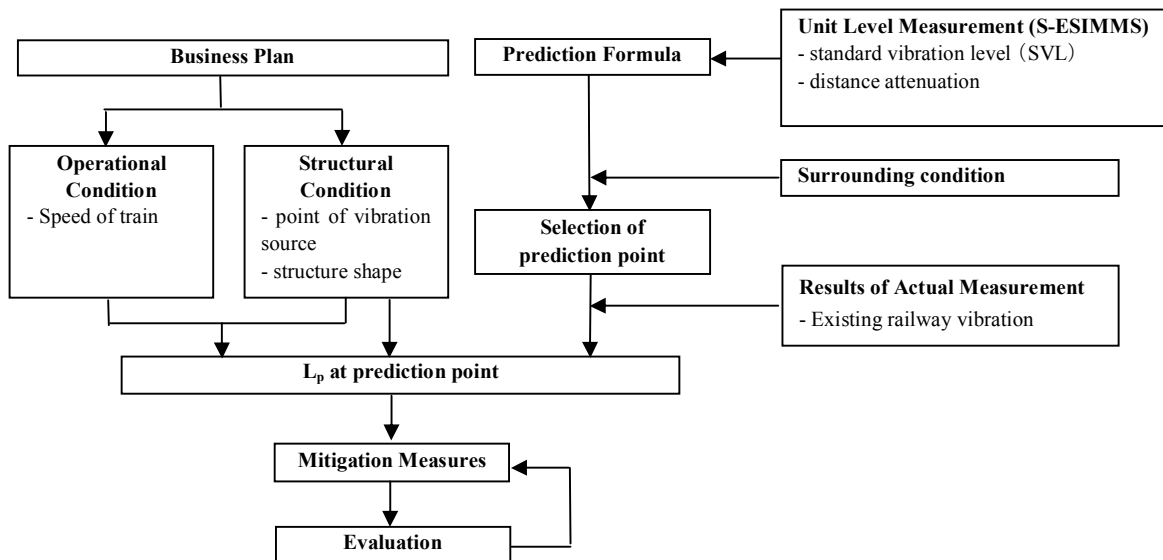 Business Plan
Prediction Formula
Unit Level Measurement (S-ESIMMS)
- standard vibration level（SVL）
- distance attenuation
Operational
Condition
- Speed of train
Structural
Condition
- point of vibration
source
- structure shape
Surrounding condition
Selection of
prediction point
Results of Actual Measurement
- Existing railway vibration
Lp at prediction point
Mitigation Measures
Evaluation